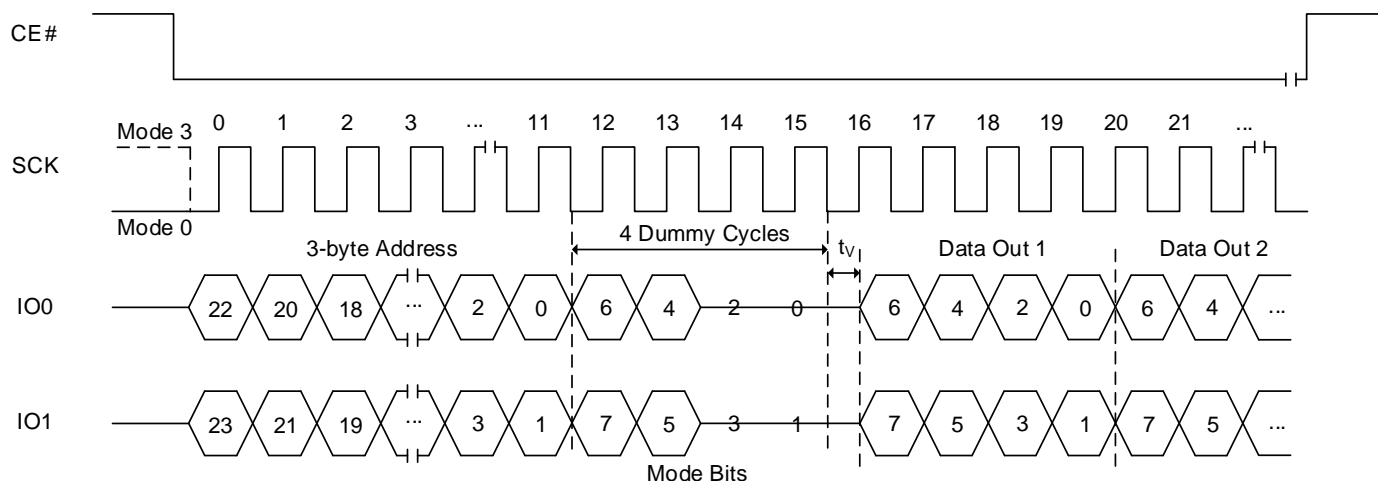 CE#
Mode 3 0 1 2 3 ... 11 12 13 14 15 16 17 18 19 20 21 ...
SCK
Mode 0
3-byte Address 4 Dummy Cycles tV Data Out 1 Data Out 2
IO0 22 20 18 ... 2 0 6 4 2 0 6 4 2 0 6 4 ...
IO1 23 21 19 ... 3 1 7 5 3 1 7 5 3 1 7 5 ...
Mode Bits